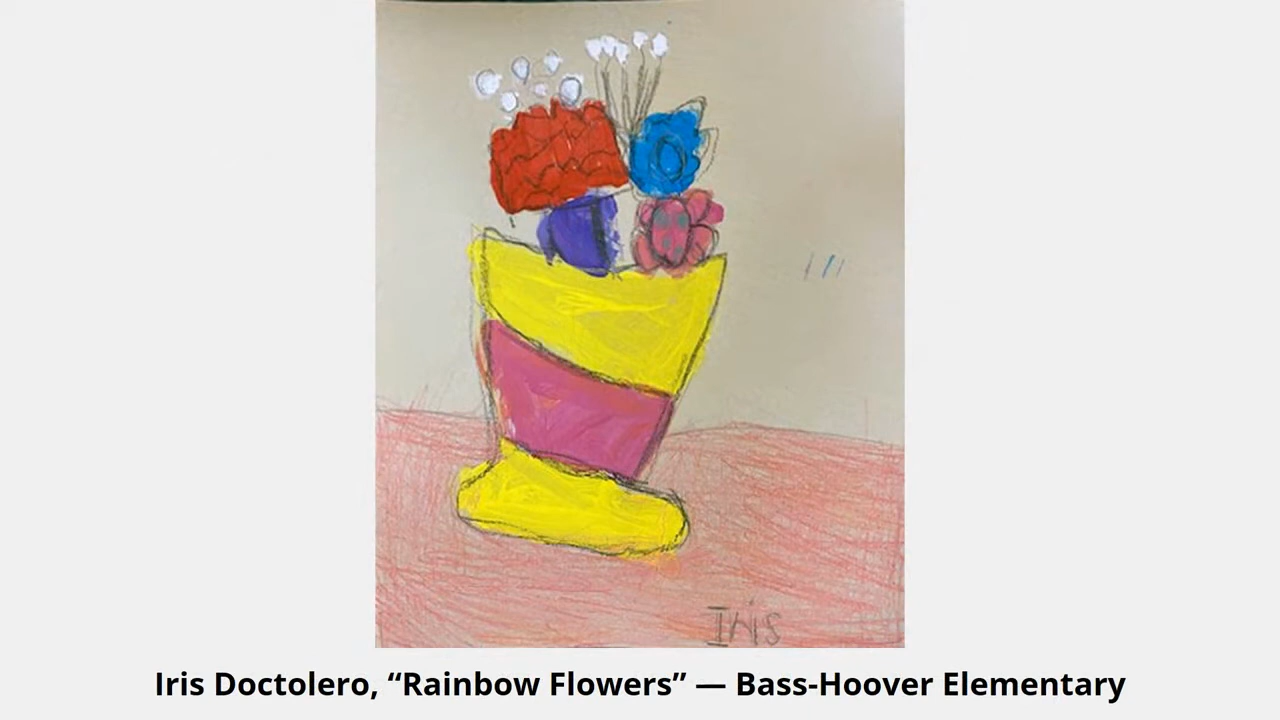 Iris
Iris Doctolero, “Rainbow Flowers” — Bass-Hoover Elementary